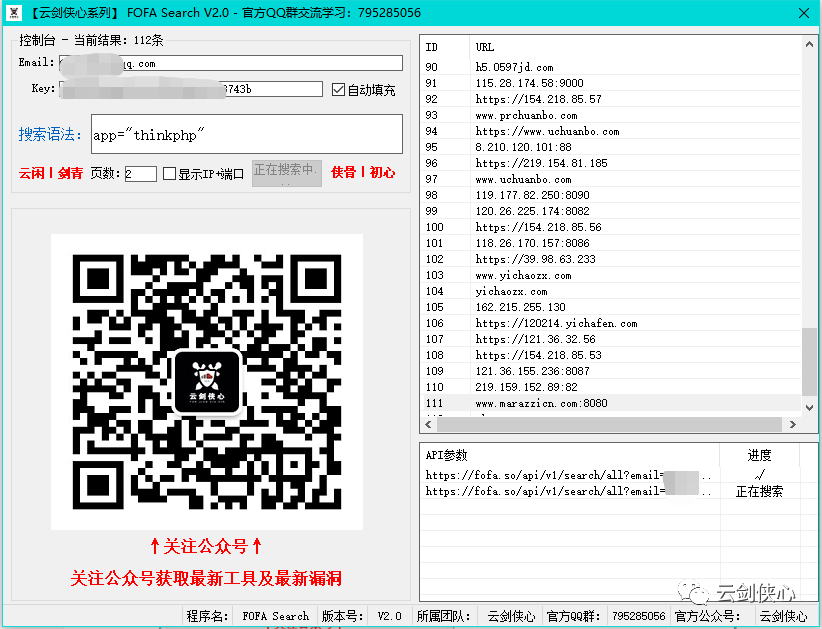 【云剑侠心系列】 FOFA Search V2.0 - 官方QQ群交流学习：795285056
控制台 - 当前结果: 112条
Email: qq.com
Key: 3743b 自动填充
搜索语法: app="thinkphp"
云闲丨剑青 页数: 2 显示IP+端口 正在搜索中... 侠骨丨初心
云剑侠心
↑关注公众号↑
关注公众号获取最新工具及最新漏洞
ID URL
90 h5.0597jd.com
91 115.28.174.58:9000
92 https://154.218.85.57
93 www.prchuanbo.com
94 https://www.uchuanbo.com
95 8.210.120.101:88
96 https://219.154.81.185
97 www.uchuanbo.com
98 119.177.82.250:8090
99 120.26.225.174:8082
100 https://154.218.85.56
101 118.26.170.157:8086
102 https://39.98.63.233
103 www.yichaozx.com
104 yichaozx.com
105 162.215.255.130
106 https://120214.yichafen.com
107 https://121.36.32.56
108 https://154.218.85.53
109 121.36.155.236:8087
110 219.159.152.89:82
111 www.marazzicn.com:8080
API参数 进度
https://fofa.so/api/v1/search/all?email= .. √
https://fofa.so/api/v1/search/all?email= .. 正在搜索
云剑侠心
程序名: FOFA Search 版本号: V2.0 所属团队: 云剑侠心 官方QQ群: 795285056 官方公众号: 云剑侠心